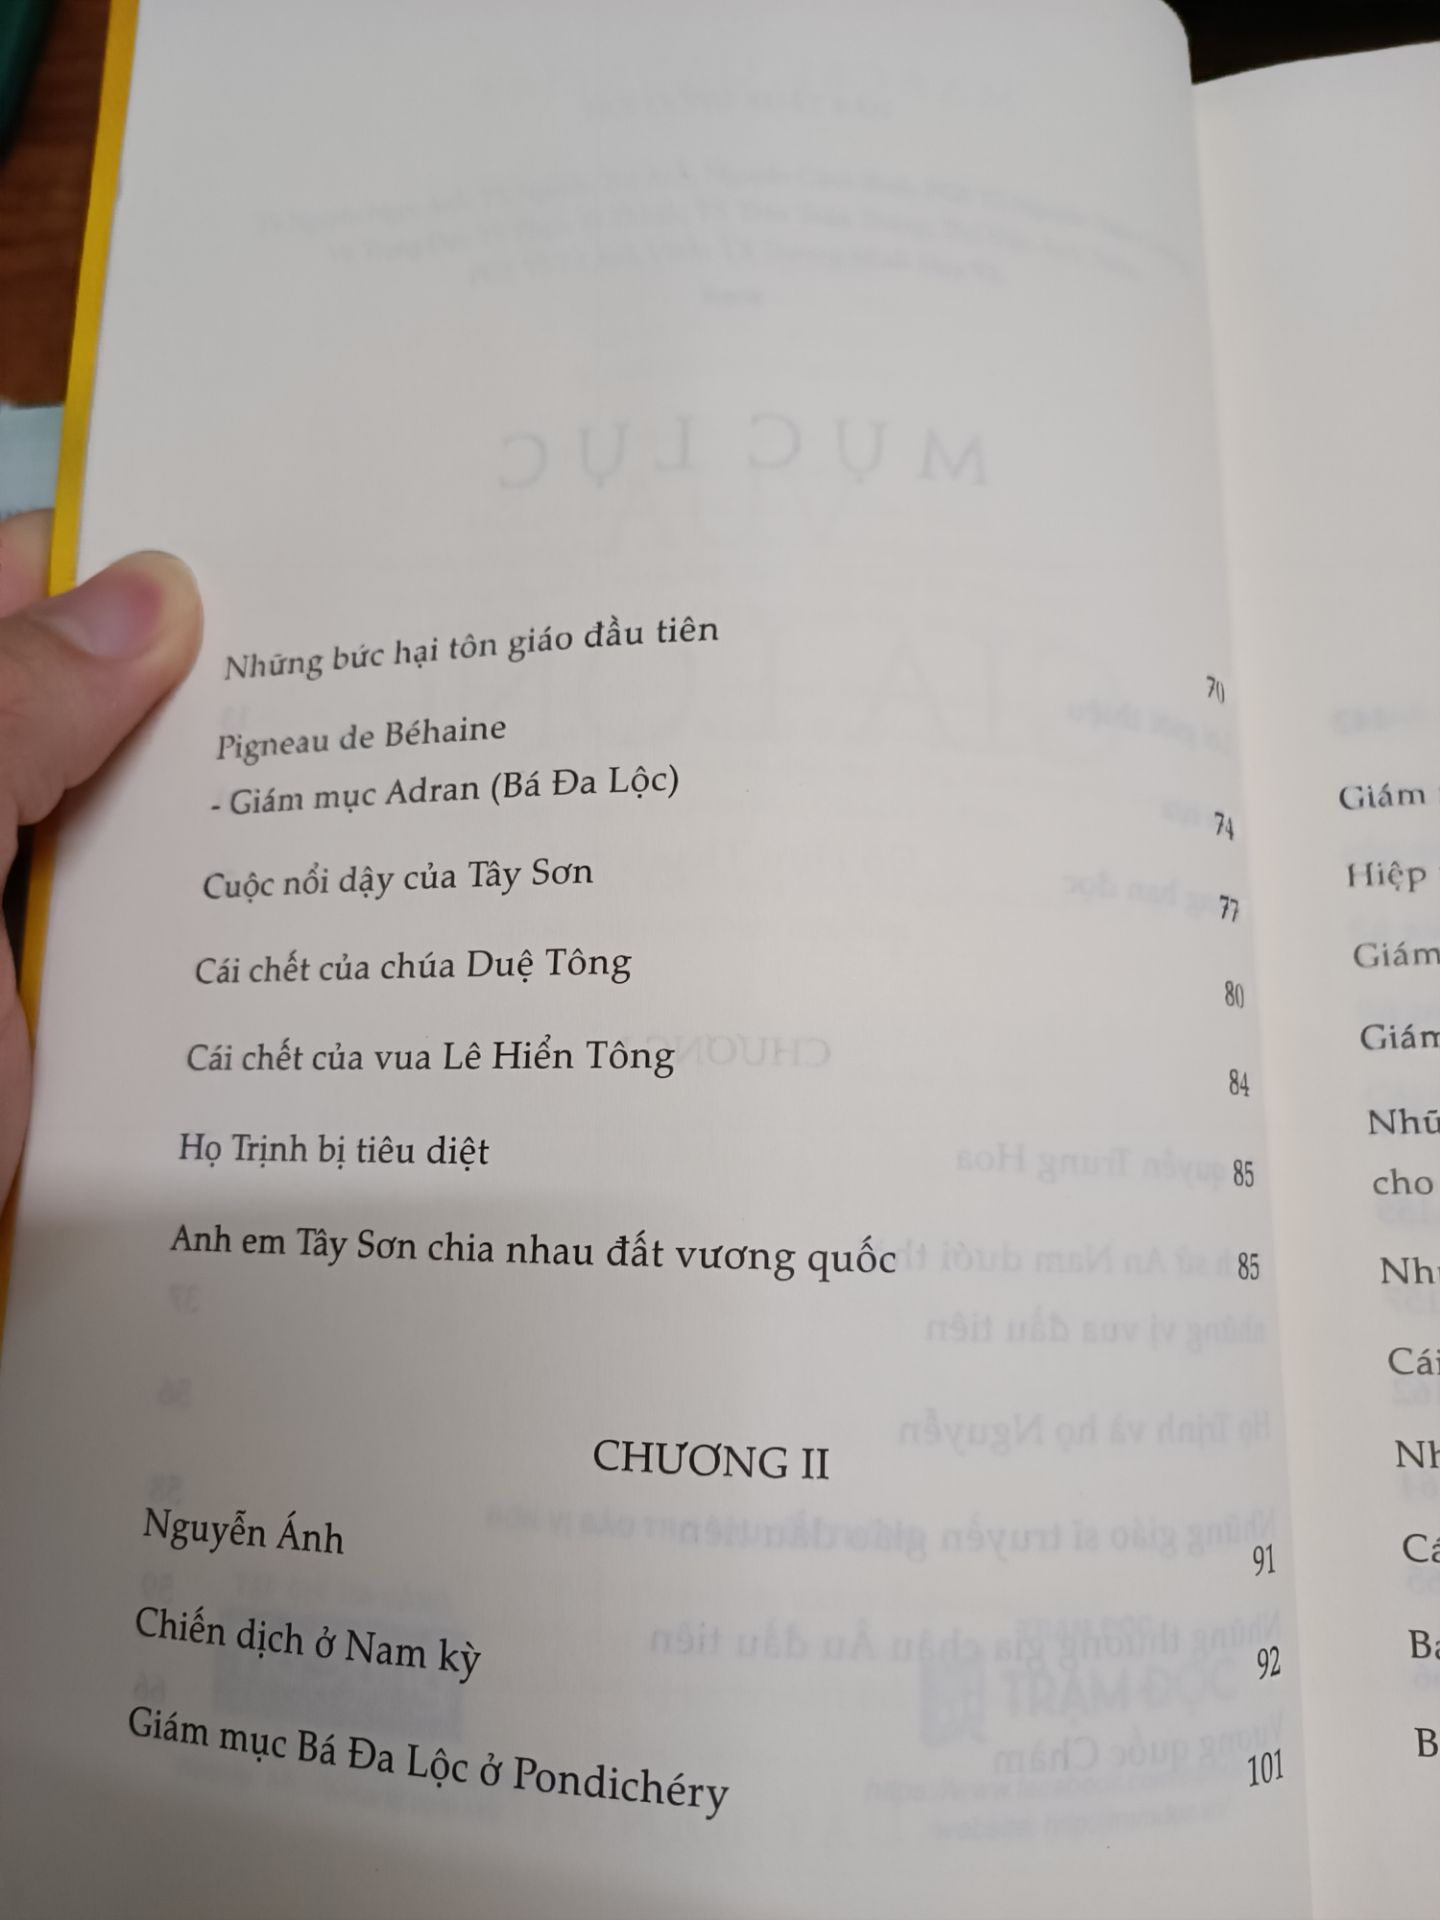 Những bức hại tôn giáo đầu tiên 70
Pigneau de Béhaine
- Giám mục Adran (Bá Đa Lộc) 74
Cuộc nổi dậy của Tây Sơn 77
Cái chết của chúa Duệ Tông 80
Cái chết của vua Lê Hiển Tông 84
Họ Trịnh bị tiêu diệt 85
Anh em Tây Sơn chia nhau đất vương quốc 85
CHƯƠNG II
Nguyễn Ánh 91
Chiến dịch ở Nam kỳ 92
Giám mục Bá Đa Lộc ở Pondichéry 101
Giám
Hiệp
Giám
cho
Cái